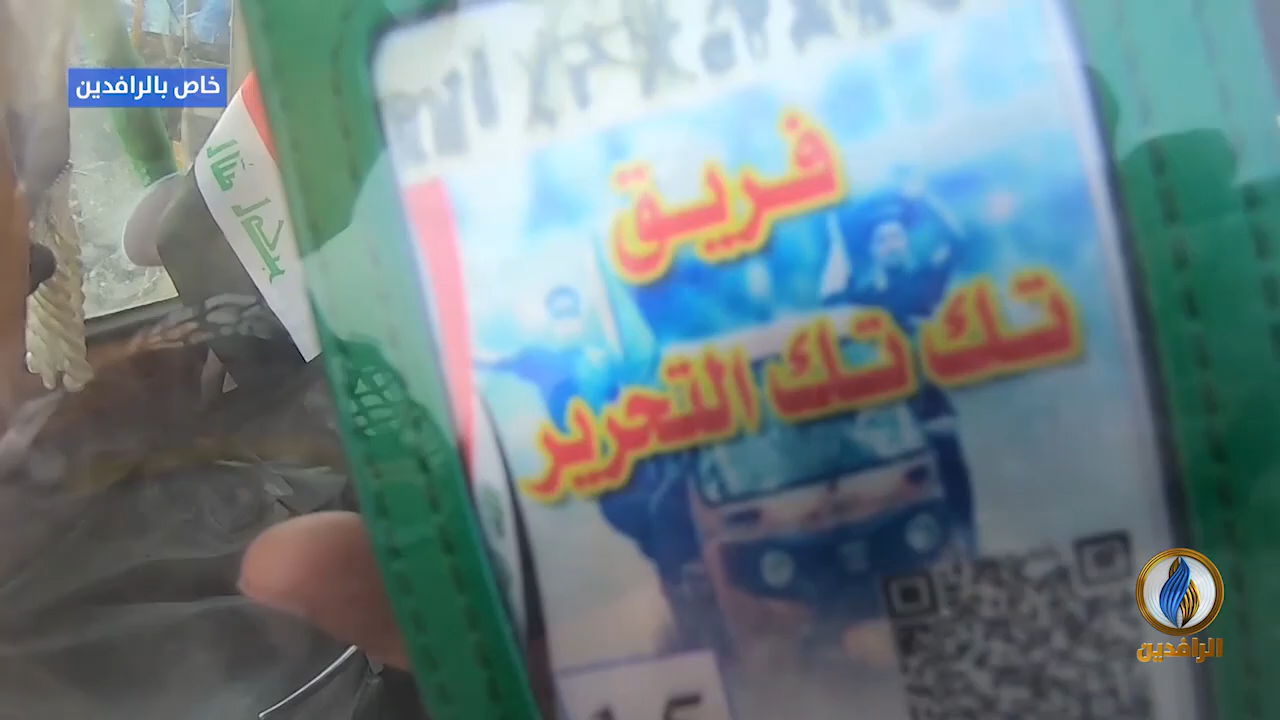 خاص بالرافدين
فريق
تك تك التحرير
الرافدين